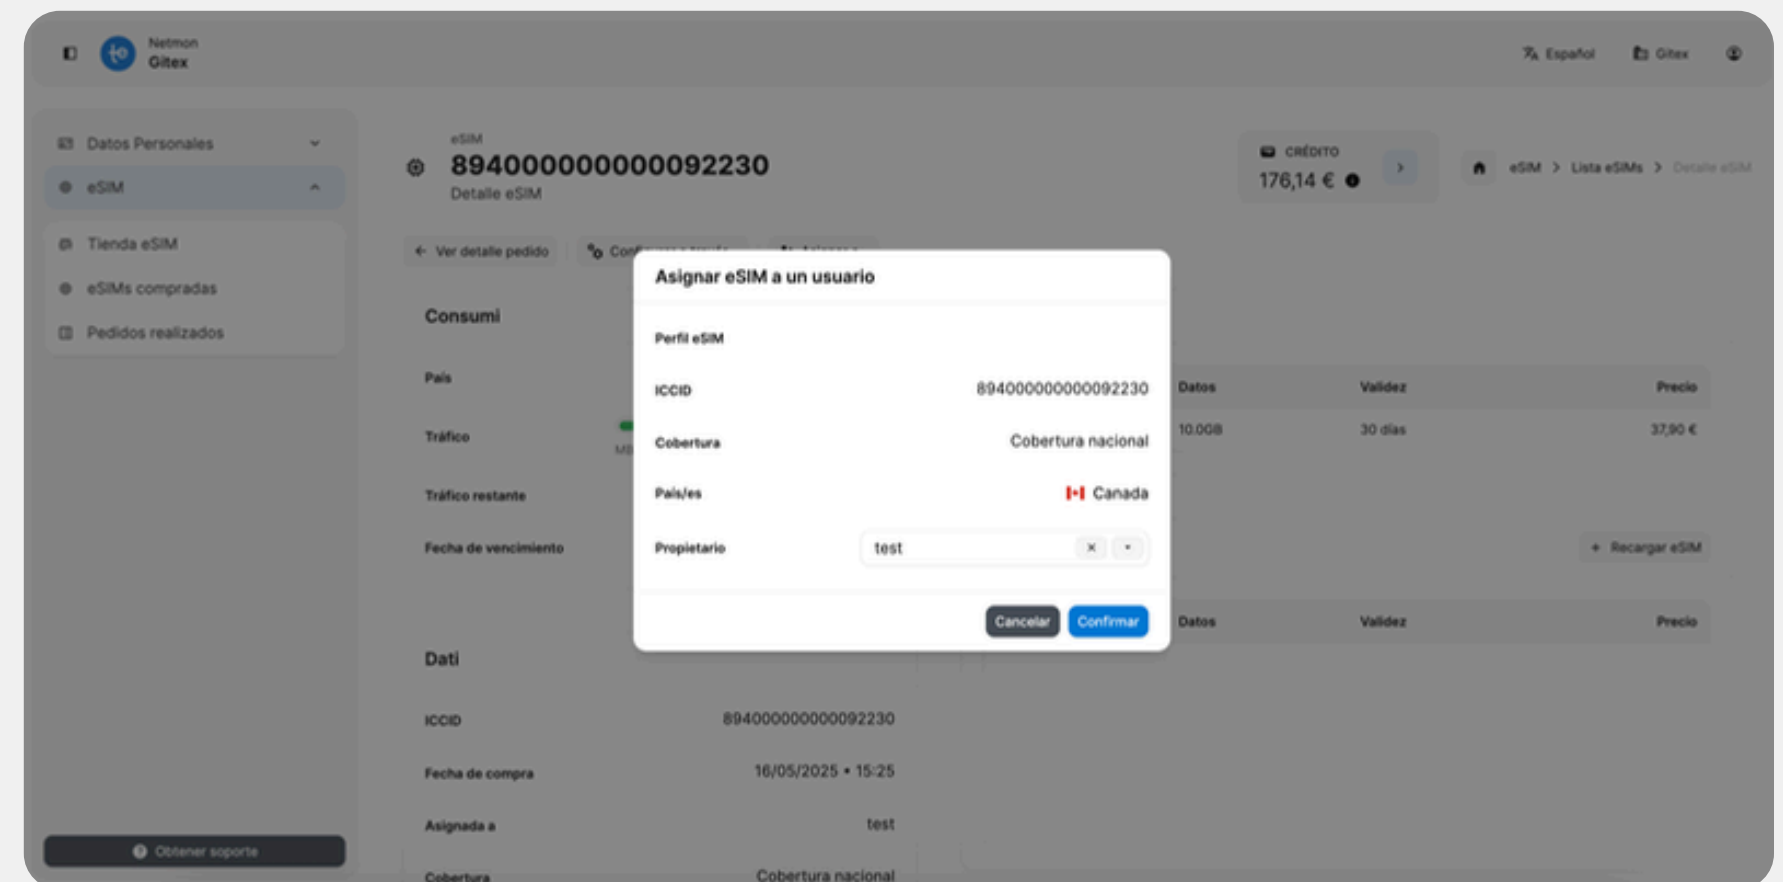 Netmon
Gitex
Español
Gitex
Datos Personales
eSIM
Tienda eSIM
eSIMs compradas
Pedidos realizados
Obtener soporte
eSIM
894000000000092230
Detalle eSIM
CRÉDITO
176,14 €
eSIM > Lista eSIMs > Detalle eSIM
Ver detalle pedido
Consumi
País
Tráfico
Tráfico restante
Fecha de vencimiento
Datos Validez Precio
10.0GB 30 días 37,90 €
+ Recargar eSIM
Datos Validez Precio
Asignar eSIM a un usuario
Perfil eSIM
ICCID 894000000000092230
Cobertura Cobertura nacional
País/es Canada
Propietario test
Cancelar Confirmar
Dati
ICCID 894000000000092230
Fecha de compra 16/05/2025 • 15:25
Asignada a test
Cobertura Cobertura nacional